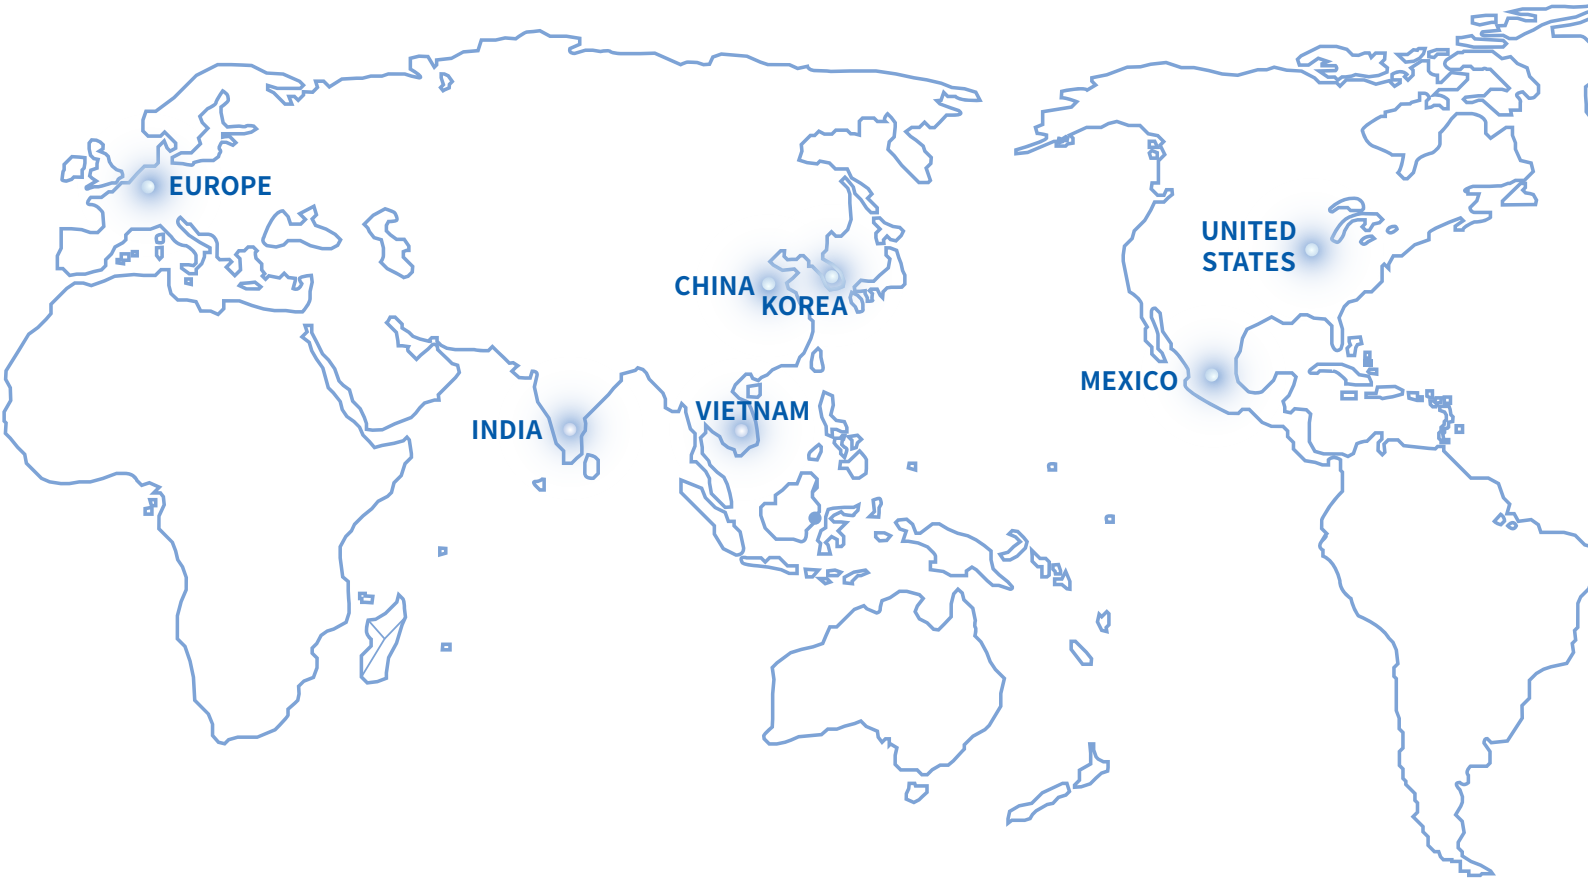 EUROPE
UNITED
STATES
CHINA
KOREA
MEXICO
VIETNAM
INDIA